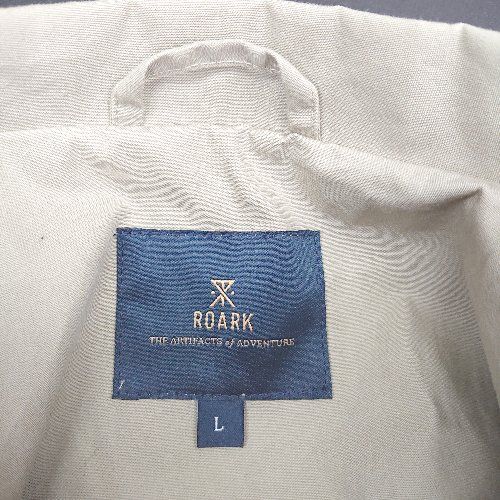 ROARK
THE ARTIFACTS of ADVENTURE
L